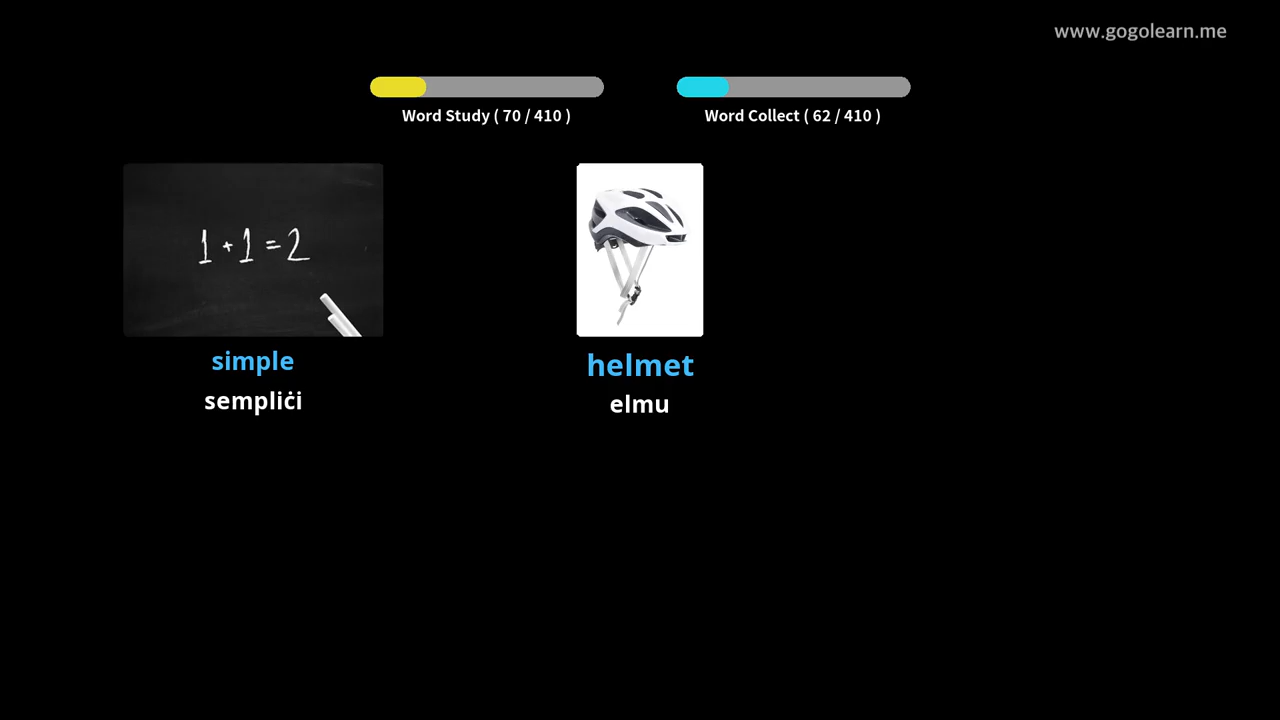 www.gogolearn.me
Word Study ( 70 / 410 )
Word Collect ( 62 / 410 )
1 + 1 = 2
simple
sempliċi
helmet
elmu